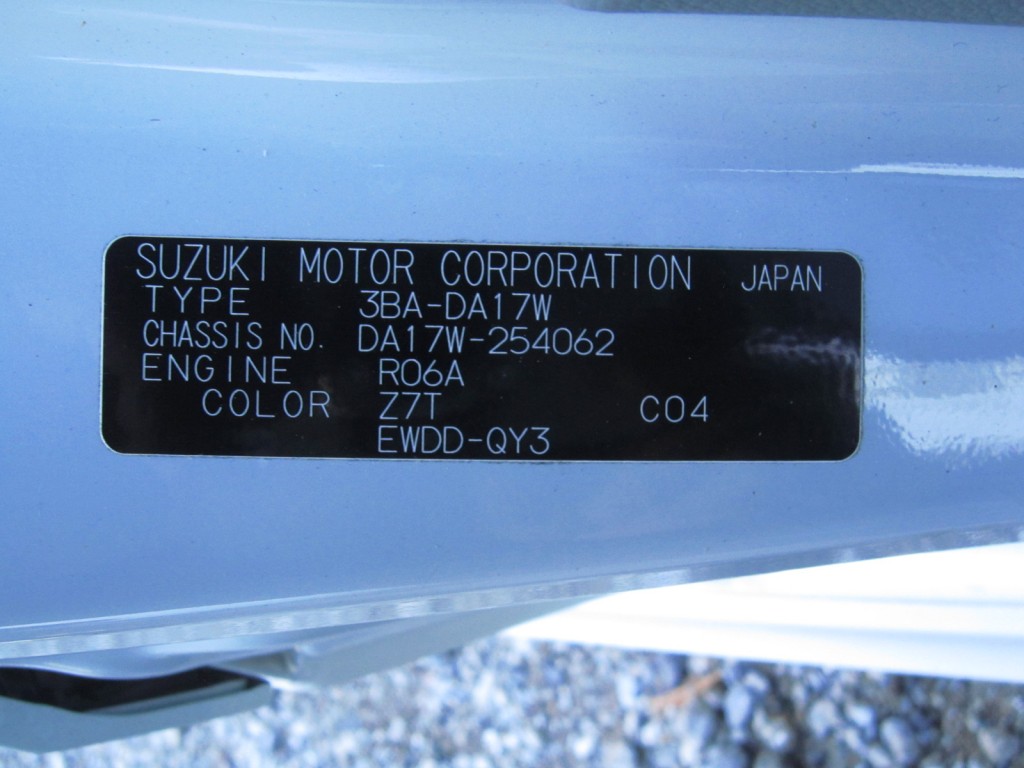 SUZUKI MOTOR CORPORATION JAPAN
TYPE 3BA-DA17W
CHASSIS NO. DA17W-254062
ENGINE R06A
COLOR Z7T C04
EWDD-QY3